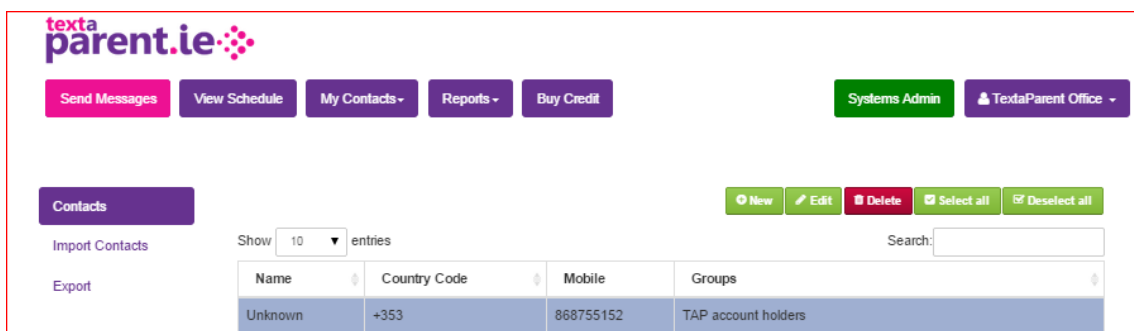 texta
parent.ie
Send Messages View Schedule My Contacts Reports Buy Credit Systems Admin TextaParent Office
Contacts New Edit Delete Select all Deselect all
Import Contacts Show 10 entries Search:
Export Name Country Code Mobile Groups
Unknown +353 868755152 TAP account holders